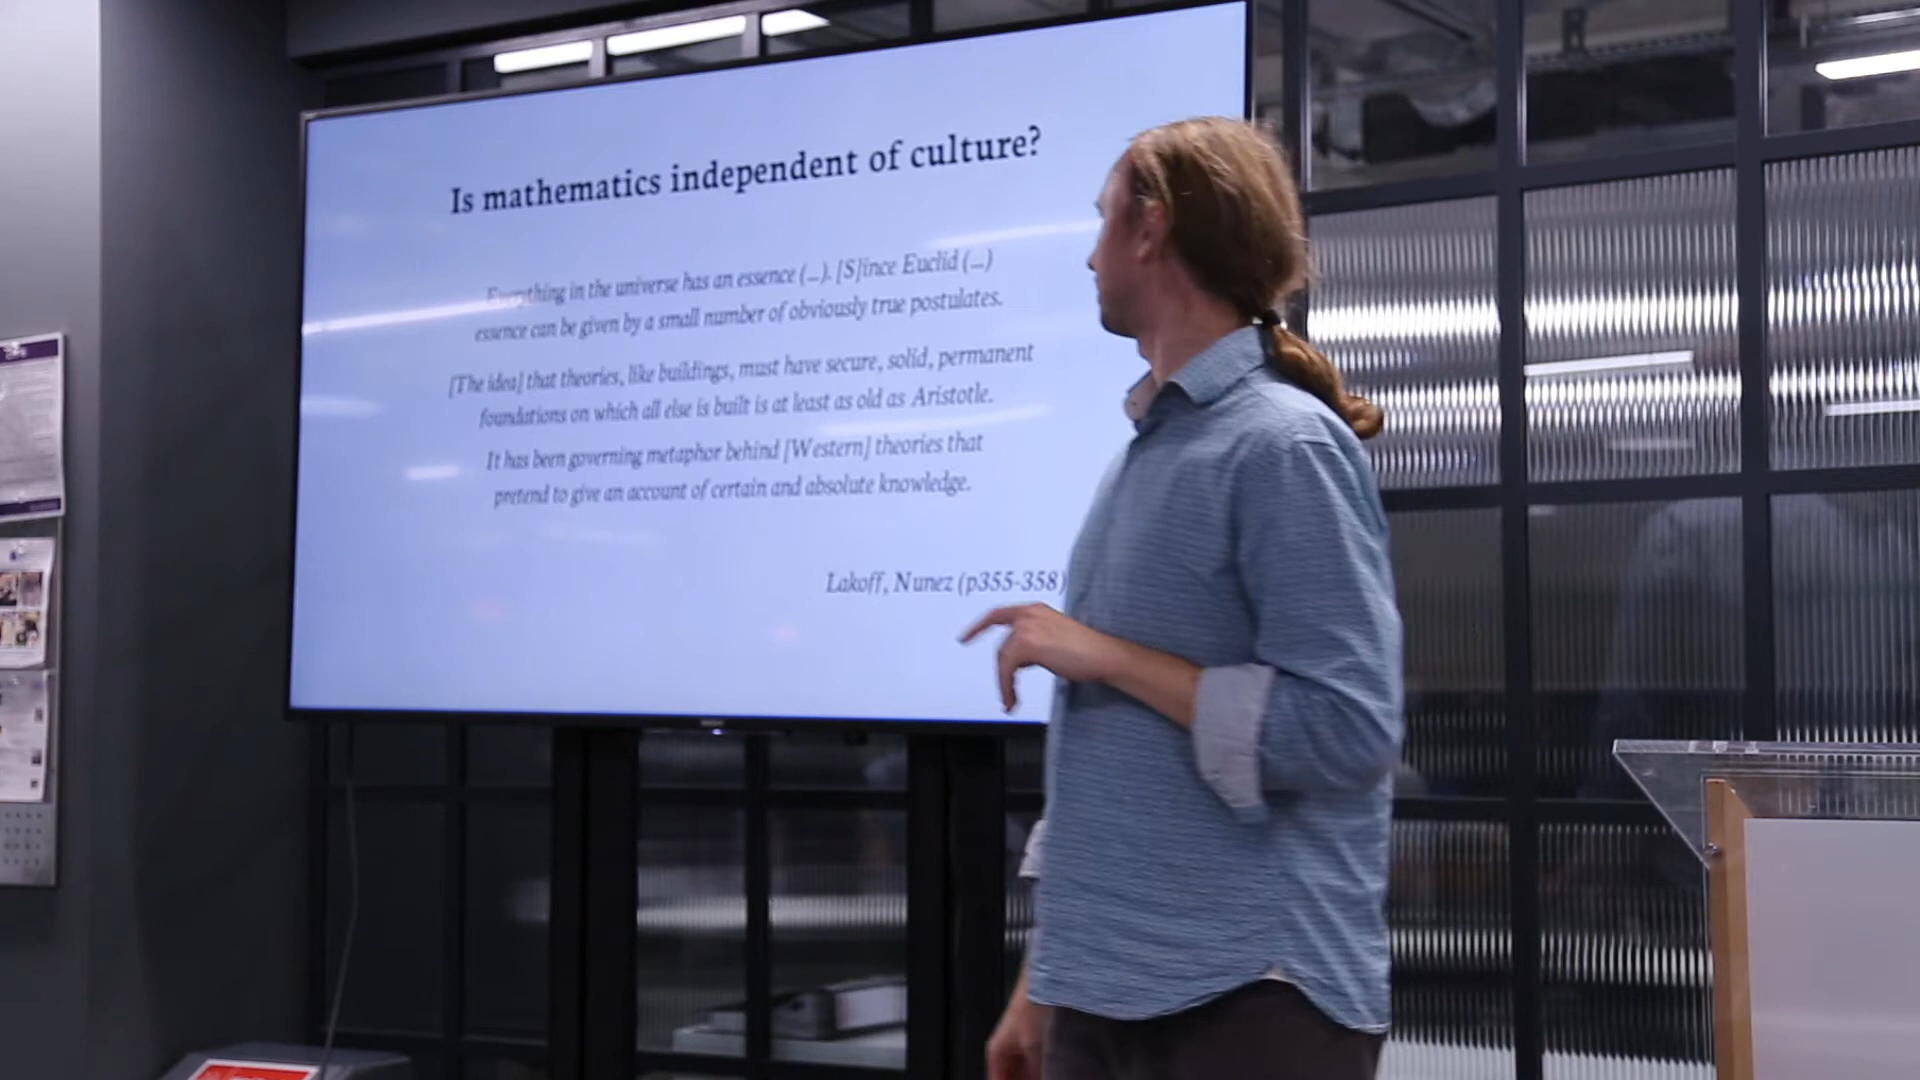 Is mathematics independent of culture?
Everything in the universe has an essence (...). [S]ince Euclid (...)
essence can be given by a small number of obviously true postulates.
[The idea] that theories, like buildings, must have secure, solid, permanent
foundations on which all else is built is at least as old as Aristotle.
It has been governing metaphor behind [Western] theories that
pretend to give an account of certain and absolute knowledge.
Lakoff, Nunez (p355-358)